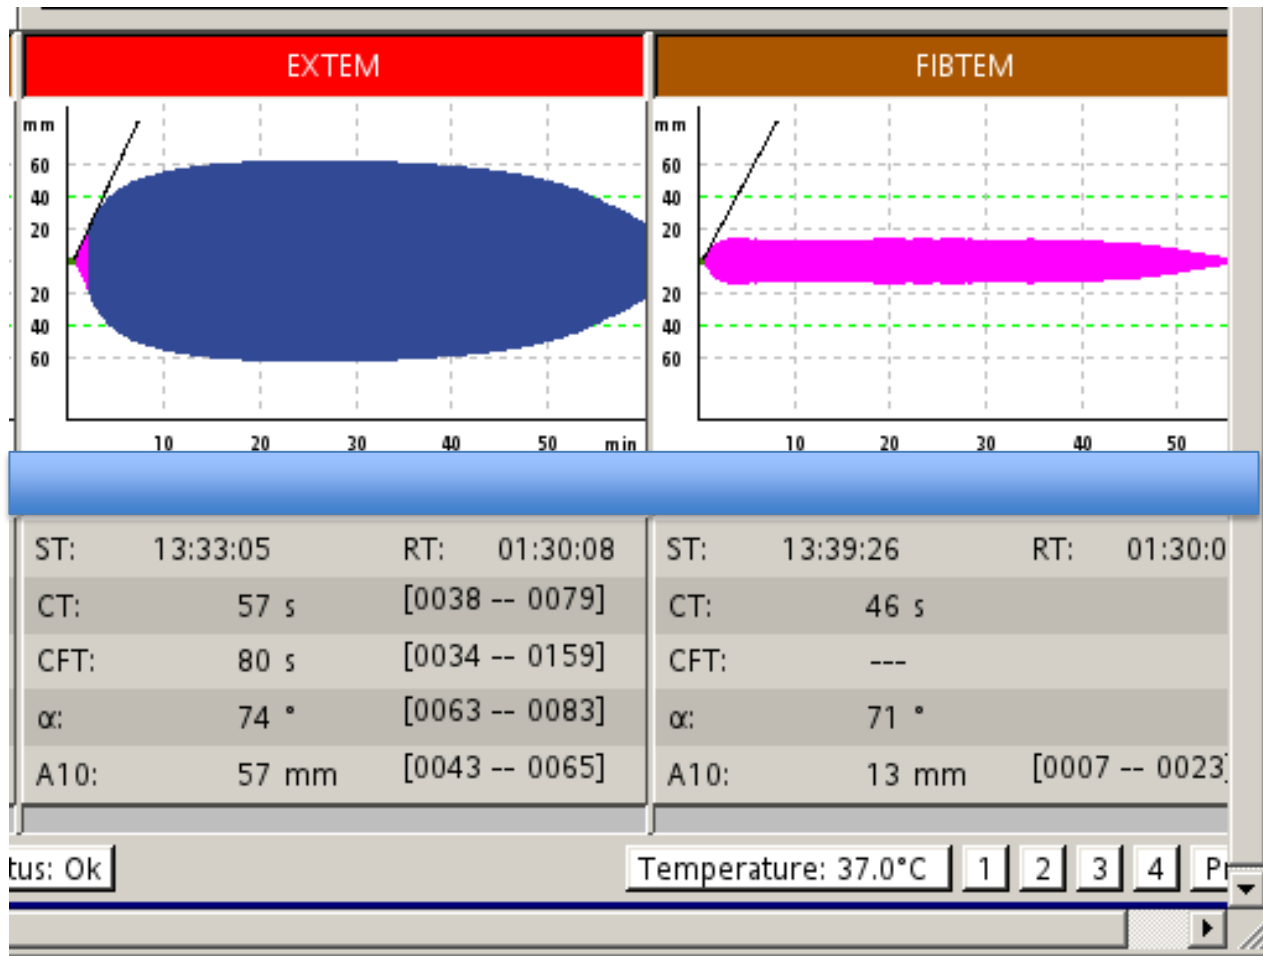 EXTEM FIBTEM
mm mm
60 60
40 40
20 20
20 20
40 40
60 60
10 20 30 40 50 min 10 20 30 40 50
ST: 13:33:05 RT: 01:30:08 ST: 13:39:26 RT: 01:30:0
CT: 57 s [0038 -- 0079] CT: 46 s
CFT: 80 s [0034 -- 0159] CFT: ---
α: 74 ° [0063 -- 0083] α: 71 °
A10: 57 mm [0043 -- 0065] A10: 13 mm [0007 -- 0023]
tus: Ok Temperature: 37.0°C 1 2 3 4 P